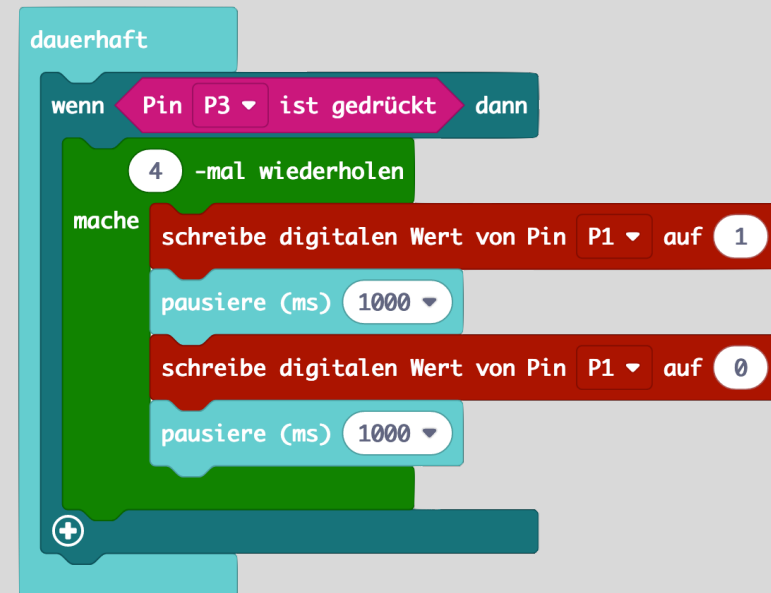 dauerhaft
wenn Pin P3 ist gedrückt dann
4 -mal wiederholen
mache
schreibe digitalen Wert von Pin P1 auf 1
pausiere (ms) 1000
schreibe digitalen Wert von Pin P1 auf 0
pausiere (ms) 1000